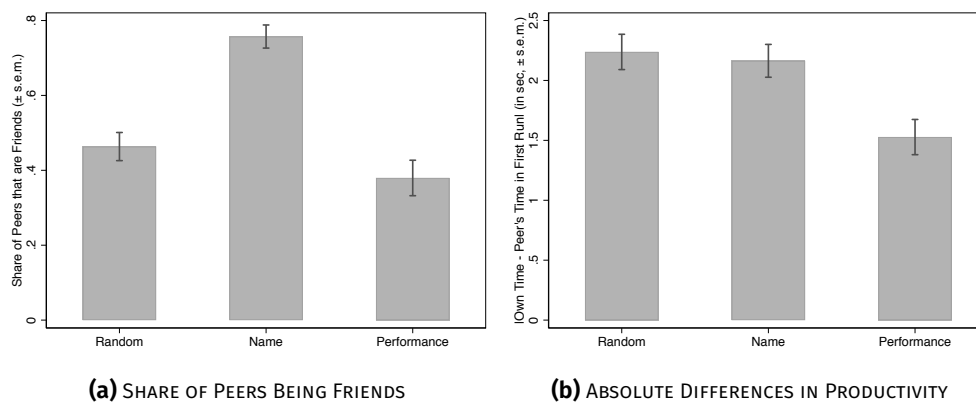 Share of Peers that are Friends (± s.e.m.)
.8
.6
.4
.2
0
Random Name Performance
(a) SHARE OF PEERS BEING FRIENDS
|Own Time - Peer's Time in First Run| (in sec, ± s.e.m.)
2.5
2
1.5
1
.5
0
Random Name Performance
(b) ABSOLUTE DIFFERENCES IN PRODUCTIVITY